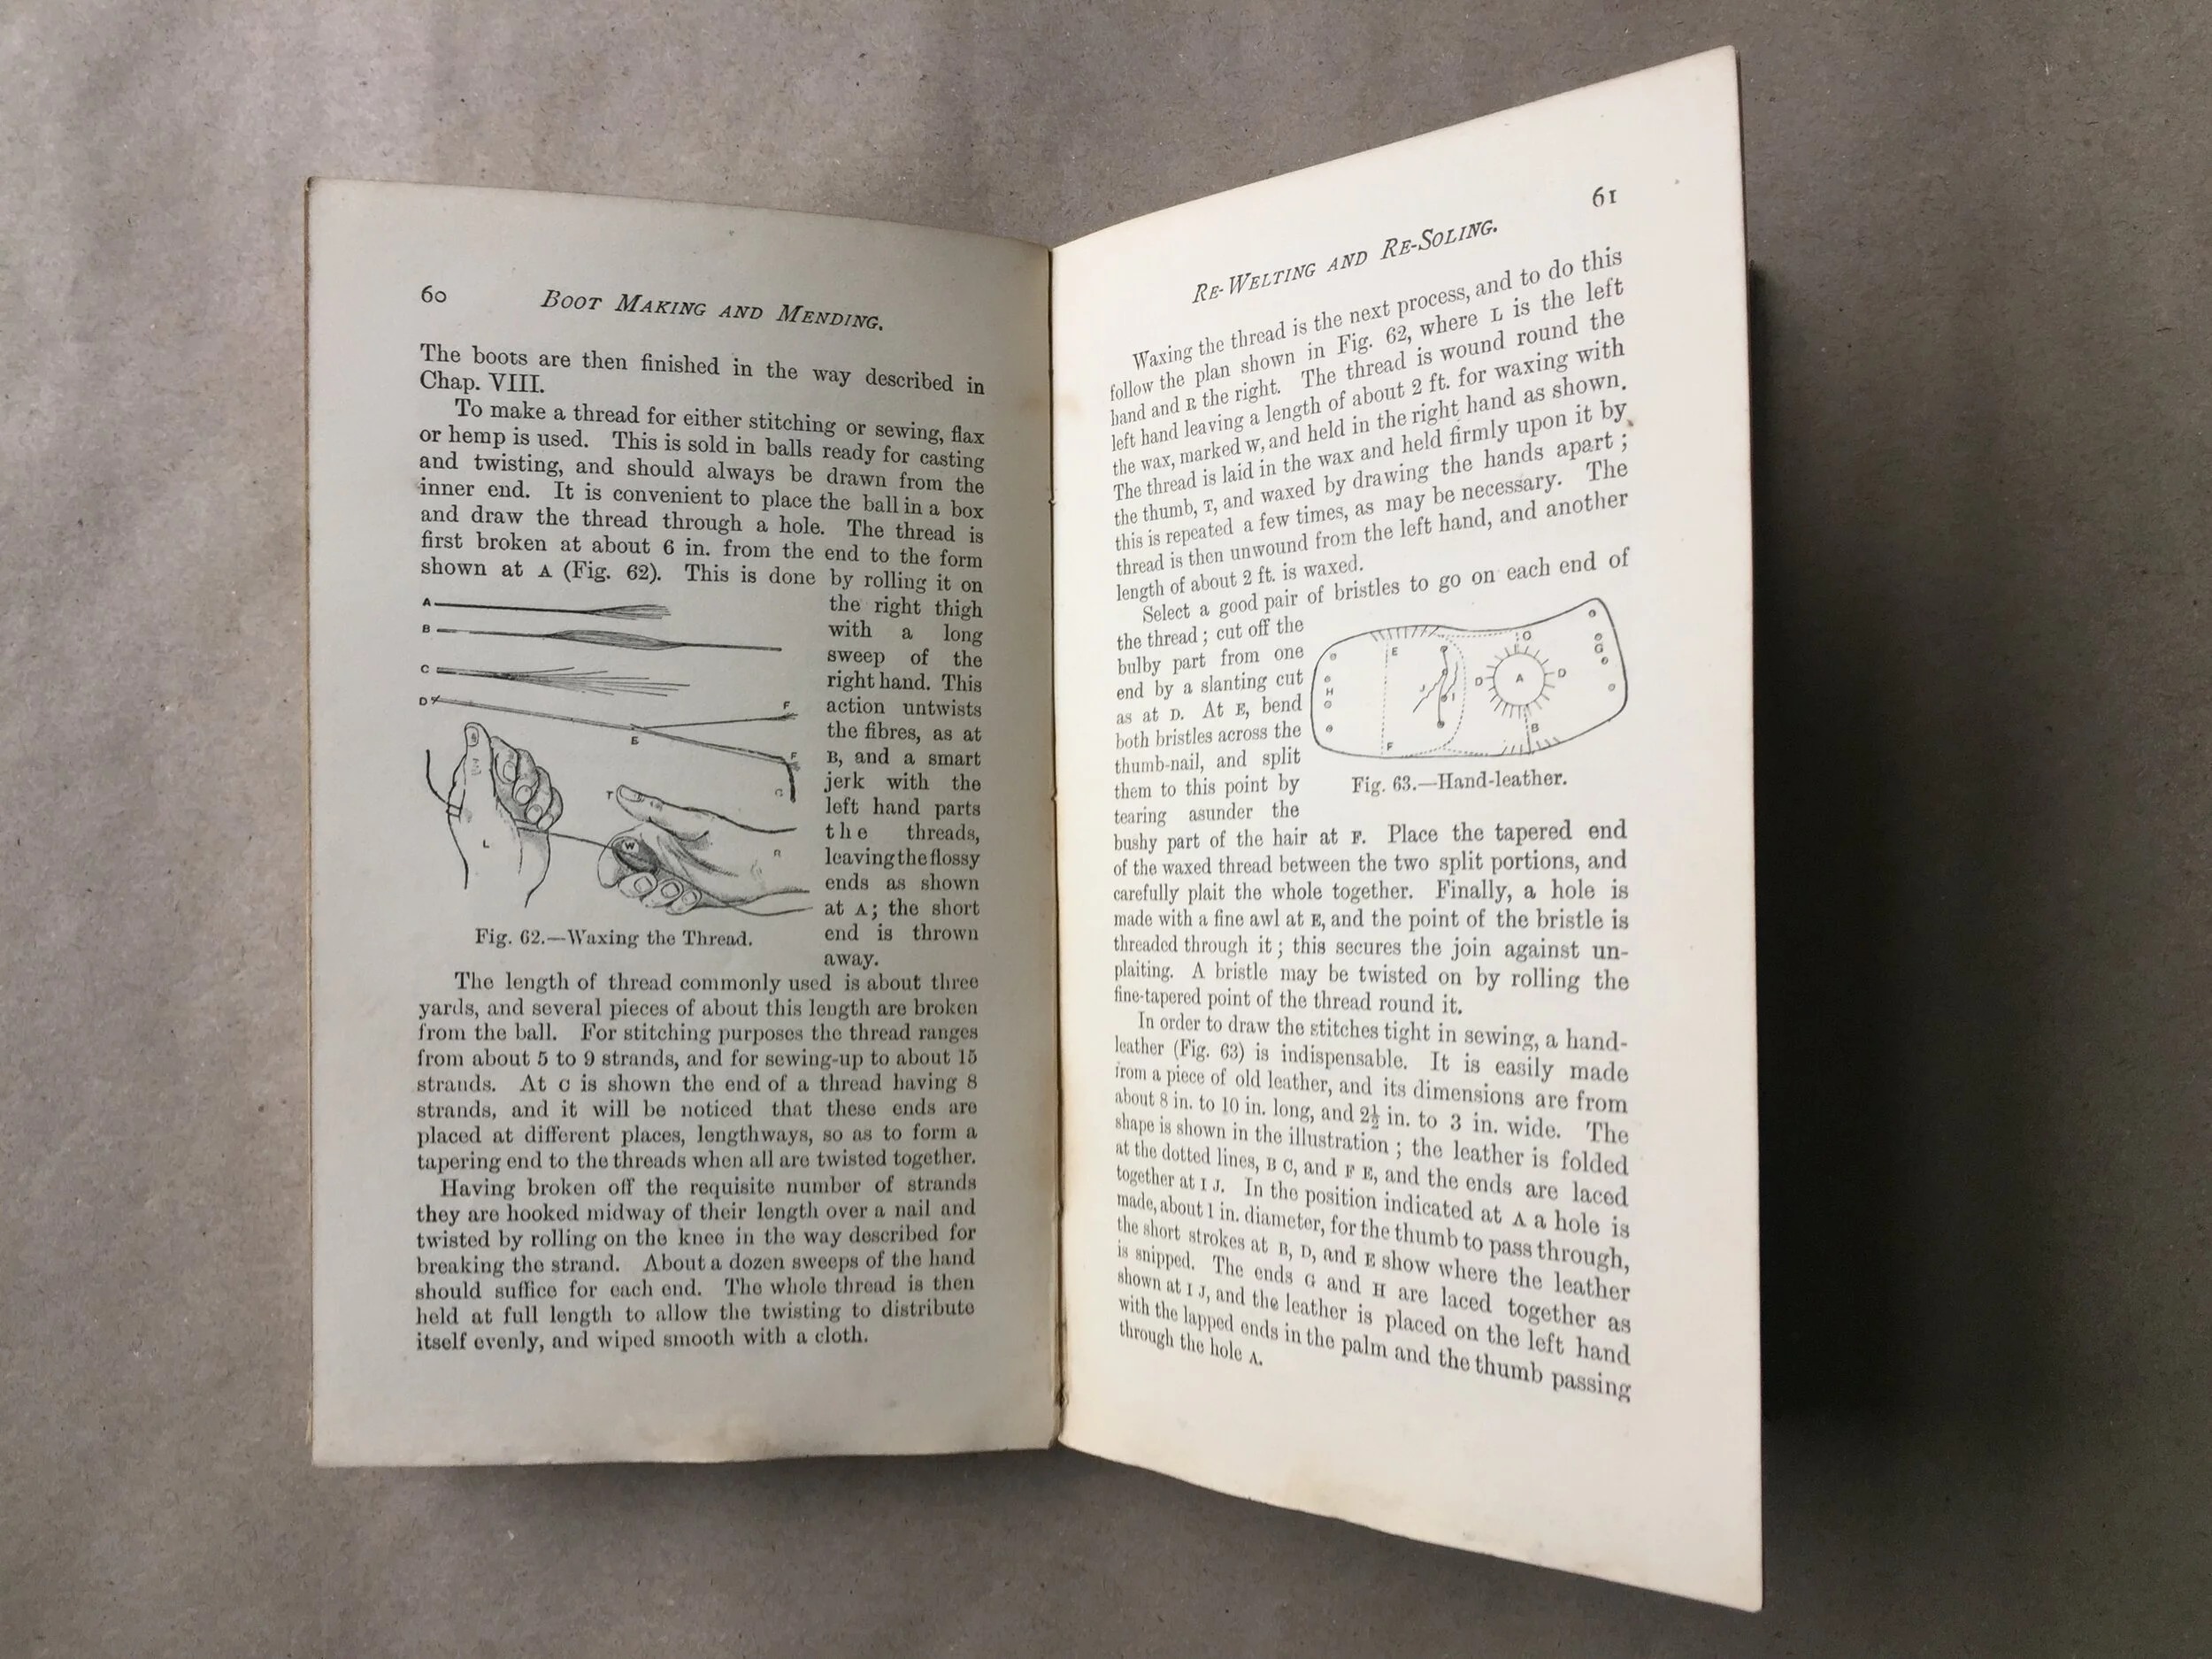 60 BOOT MAKING AND MENDING.
The boots are then finished in the way described in
Chap. VIII.
To make a thread for either stitching or sewing, flax
or hemp is used. This is sold in balls ready for casting
and twisting, and should always be drawn from the
inner end. It is convenient to place the ball in a box
and draw the thread through a hole. The thread is
first broken at about 6 in. from the end to the form
shown at A (Fig. 62). This is done by rolling it on
the right thigh
with a long
sweep of the
right hand. This
action untwists
the fibres, as at
B, and a smart
jerk with the
left hand parts
the threads,
leaving the flossy
ends as shown
at A; the short
end is thrown
away.
A
B
C
D
E
F
F
G
T
L
W
R
Fig. 62.—Waxing the Thread.
The length of thread commonly used is about three
yards, and several pieces of about this length are broken
from the ball. For stitching purposes the thread ranges
from about 5 to 9 strands, and for sewing-up to about 15
strands. At C is shown the end of a thread having 8
strands, and it will be noticed that these ends are
placed at different places, lengthways, so as to form a
tapering end to the threads when all are twisted together.
Having broken off the requisite number of strands
they are hooked midway of their length over a nail and
twisted by rolling on the knee in the way described for
breaking the strand. About a dozen sweeps of the hand
should suffice for each end. The whole thread is then
held at full length to allow the twisting to distribute
itself evenly, and wiped smooth with a cloth.
RE-WELTING AND RE-SOLING. 61
Waxing the thread is the next process, and to do this
follow the plan shown in Fig. 62, where L is the left
hand and R the right. The thread is wound round the
left hand leaving a length of about 2 ft. for waxing with
the wax, marked W, and held in the right hand as shown.
The thread is laid in the wax and held firmly upon it by
the thumb, T, and waxed by drawing the hands apart;
this is repeated a few times, as may be necessary. The
thread is then unwound from the left hand, and another
length of about 2 ft. is waxed.
Select a good pair of bristles to go on each end of
the thread; cut off the
bulby part from one
end by a slanting cut
as at D. At E, bend
both bristles across the
thumb-nail, and split
them to this point by
tearing asunder the
E
F
H
J
I
D
A
D
E
O
B
G
Fig. 63.—Hand-leather.
bushy part of the hair at F. Place the tapered end
of the waxed thread between the two split portions, and
carefully plait the whole together. Finally, a hole is
made with a fine awl at E, and the point of the bristle is
threaded through it; this secures the join against un-
plaiting. A bristle may be twisted on by rolling the
fine-tapered point of the thread round it.
In order to draw the stitches tight in sewing, a hand-
leather (Fig. 63) is indispensable. It is easily made
from a piece of old leather, and its dimensions are from
about 8 in. to 10 in. long, and 2½ in. to 3 in. wide. The
shape is shown in the illustration; the leather is folded
at the dotted lines, B C, and F E, and the ends are laced
together at I J. In the position indicated at A a hole is
made, about 1 in. diameter, for the thumb to pass through,
the short strokes at B, D, and E show where the leather
is snipped. The ends G and H are laced together as
shown at I J, and the leather is placed on the left hand
with the lapped ends in the palm and the thumb passing
through the hole A.